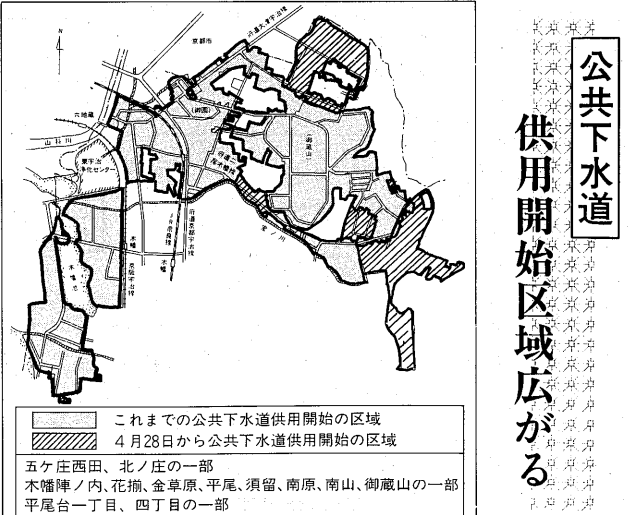 公共下水道
供用開始区域広がる
N
京都市
府道大津宇治線
六地蔵
(御園)
山科川
東宇治
浄化センター
(御蔵山)
木幡
木幡
JR奈良線
府道京都宇治線
京阪宇治線
堂ノ川
木幡池
これまでの公共下水道供用開始の区域
4月28日から公共下水道供用開始の区域
五ケ庄西田、北ノ庄の一部
木幡陣ノ内、花揃、金草原、平尾、須留、南原、南山、御蔵山の一部
平尾台一丁目、四丁目の一部